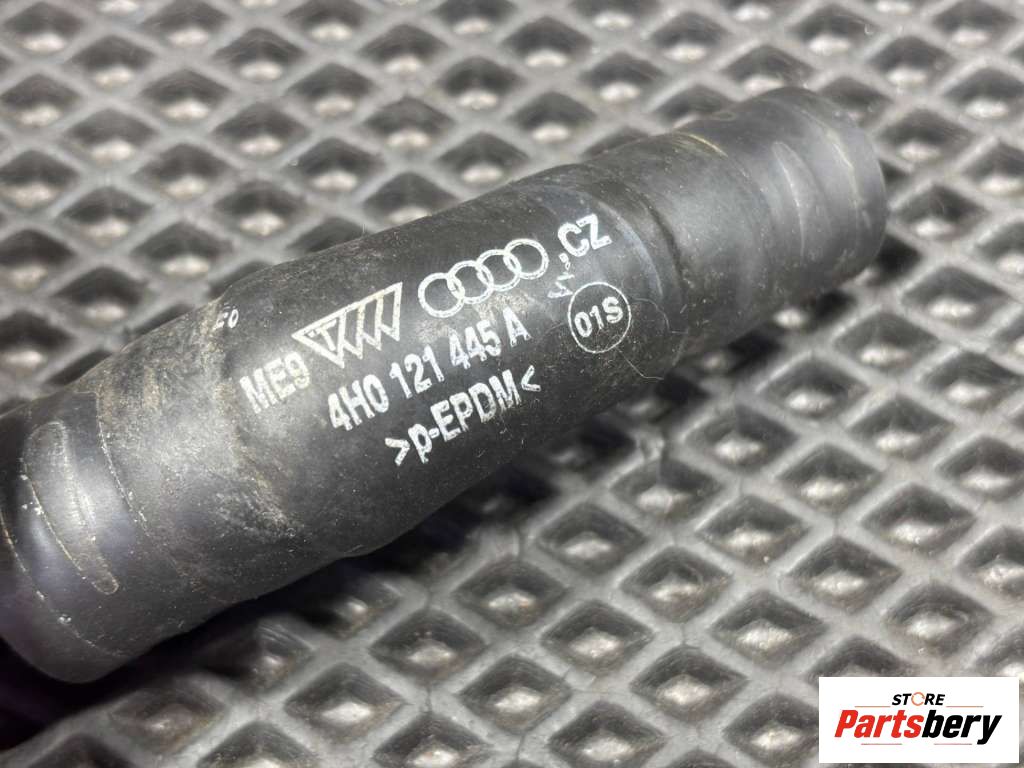 ME9 .CZ
4H0 121 445 A 01S
>p-EPDM<
STORE
Partsbery